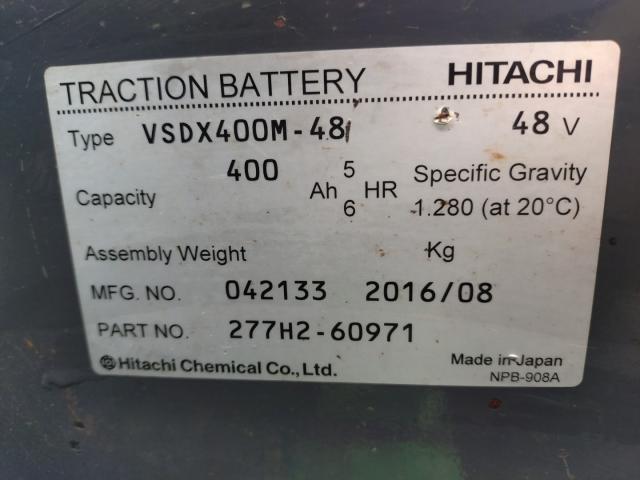 TRACTION BATTERY HITACHI
Type VSDX400M-48 48 V
Capacity 400 Ah 5 HR Specific Gravity
6 1.280 (at 20°C)
Assembly Weight Kg
MFG. NO. 042133 2016/08
PART NO. 277H2-60971
Hitachi Chemical Co., Ltd. Made in Japan
NPB-908A